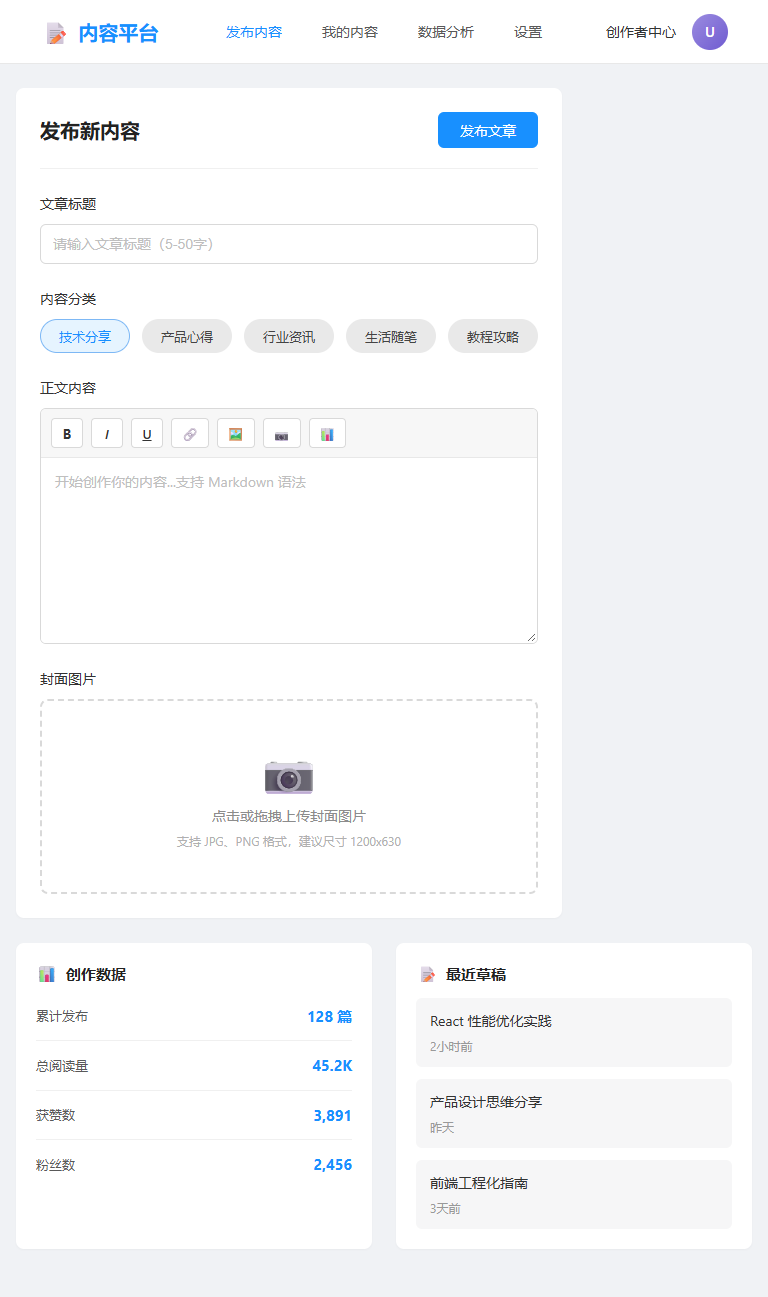 内容平台
发布内容 我的内容 数据分析 设置
创作者中心 U
发布新内容
发布文章
文章标题
请输入文章标题（5-50字）
内容分类
技术分享 产品心得 行业资讯 生活随笔 教程攻略
正文内容
B I U
开始创作你的内容...支持 Markdown 语法
封面图片
点击或拖拽上传封面图片
支持 JPG、PNG 格式，建议尺寸 1200x630
创作数据
累计发布 128 篇
总阅读量 45.2K
获赞数 3,891
粉丝数 2,456
最近草稿
React 性能优化实践
2小时前
产品设计思维分享
昨天
前端工程化指南
3天前